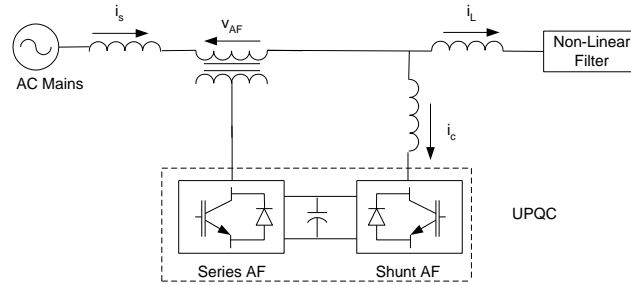 i_s
v_AF
i_L
AC Mains
Non-Linear
Filter
i_c
UPQC
Series AF
Shunt AF